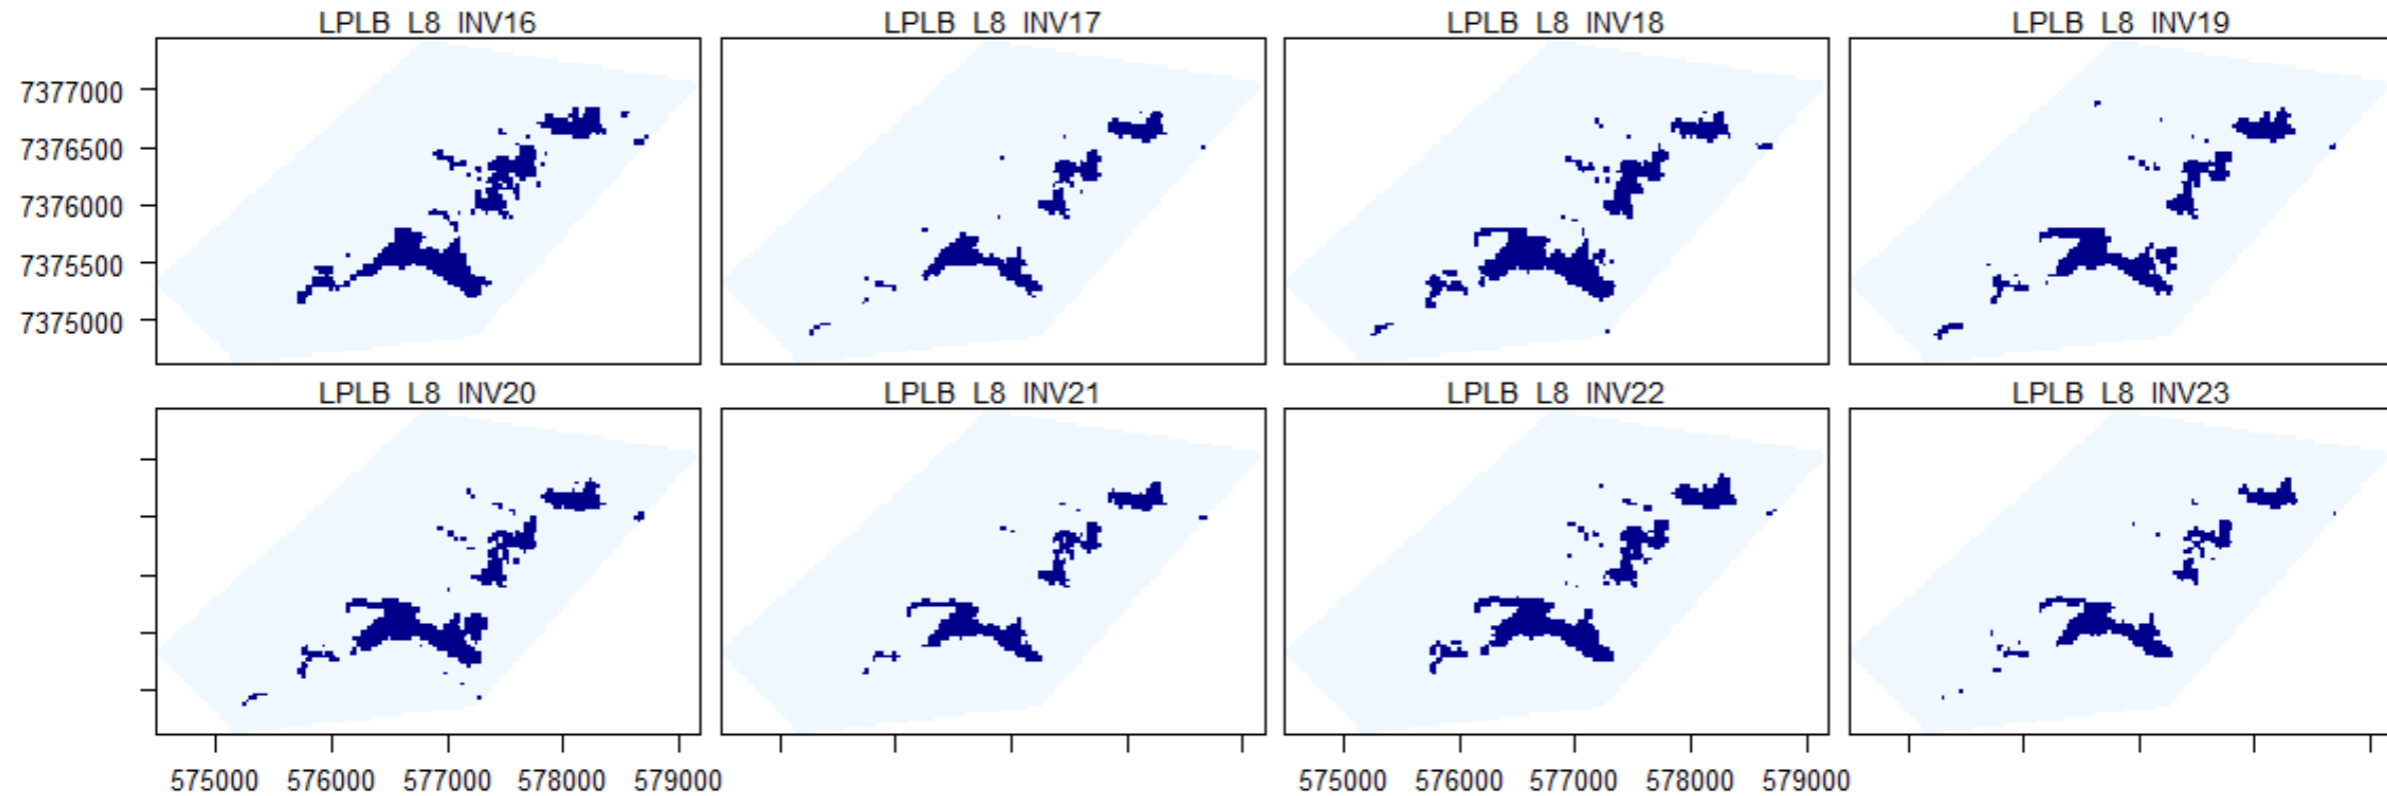 LPLB L8 INV16 LPLB L8 INV17 LPLB L8 INV18 LPLB L8 INV19
7377000
7376500
7376000
7375500
7375000
LPLB L8 INV20 LPLB L8 INV21 LPLB L8 INV22 LPLB L8 INV23
575000 576000 577000 578000 579000 575000 576000 577000 578000 579000